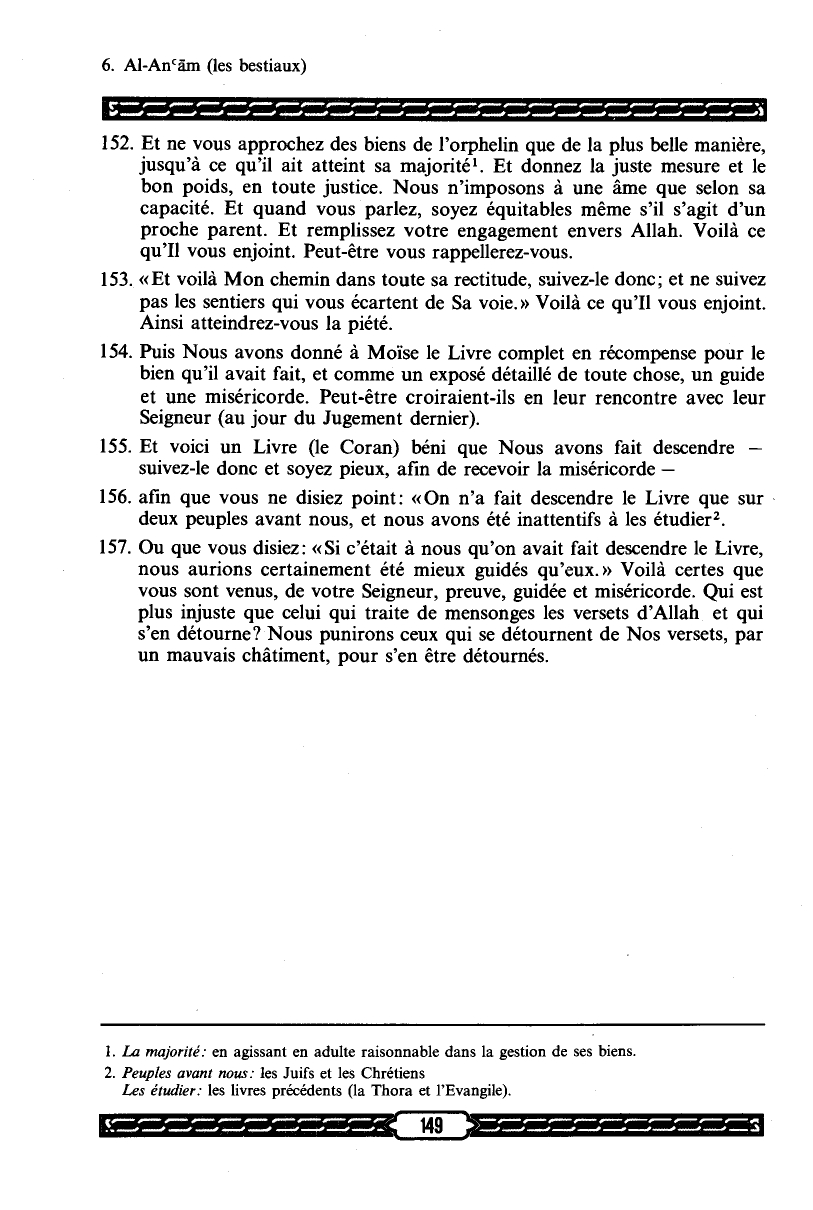 6. Al-Anᶜām (les bestiaux)
152. Et ne vous approchez des biens de l'orphelin que de la plus belle manière,
jusqu'à ce qu'il ait atteint sa majorité¹. Et donnez la juste mesure et le
bon poids, en toute justice. Nous n'imposons à une âme que selon sa
capacité. Et quand vous parlez, soyez équitables même s'il s'agit d'un
proche parent. Et remplissez votre engagement envers Allah. Voilà ce
qu'Il vous enjoint. Peut-être vous rappellerez-vous.
153. «Et voilà Mon chemin dans toute sa rectitude, suivez-le donc; et ne suivez
pas les sentiers qui vous écartent de Sa voie.» Voilà ce qu'Il vous enjoint.
Ainsi atteindrez-vous la piété.
154. Puis Nous avons donné à Moïse le Livre complet en récompense pour le
bien qu'il avait fait, et comme un exposé détaillé de toute chose, un guide
et une miséricorde. Peut-être croiraient-ils en leur rencontre avec leur
Seigneur (au jour du Jugement dernier).
155. Et voici un Livre (le Coran) béni que Nous avons fait descendre —
suivez-le donc et soyez pieux, afin de recevoir la miséricorde —
156. afin que vous ne disiez point: «On n'a fait descendre le Livre que sur
deux peuples avant nous, et nous avons été inattentifs à les étudier².
157. Ou que vous disiez: «Si c'était à nous qu'on avait fait descendre le Livre,
nous aurions certainement été mieux guidés qu'eux.» Voilà certes que
vous sont venus, de votre Seigneur, preuve, guidée et miséricorde. Qui est
plus injuste que celui qui traite de mensonges les versets d'Allah et qui
s'en détourne? Nous punirons ceux qui se détournent de Nos versets, par
un mauvais châtiment, pour s'en être détournés.
1. La majorité: en agissant en adulte raisonnable dans la gestion de ses biens.
2. Peuples avant nous: les Juifs et les Chrétiens
Les étudier: les livres précédents (la Thora et l'Evangile).
149